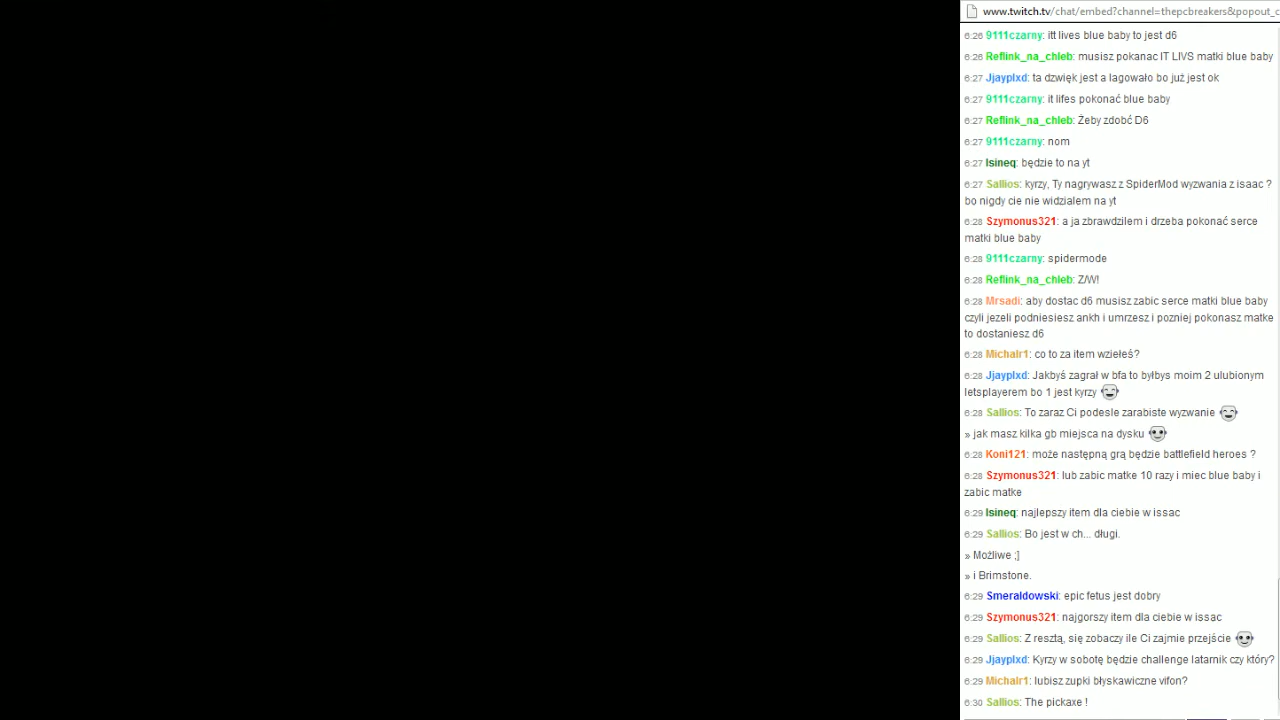 www.twitch.tv/chat/embed?channel=thepcbreakers&popout_c
6:26 9111czarny: itt lives blue baby to jest d6
6:26 Reflink_na_chleb: musisz pokanac IT LIVS matki blue baby
6:27 Jjayplxd: ta dzwięk jest a lagowało bo już jest ok
6:27 9111czarny: it lifes pokonać blue baby
6:27 Reflink_na_chleb: Żeby zdobć D6
6:27 9111czarny: nom
6:27 Isineq: będzie to na yt
6:27 Sallios: kyrzy, Ty nagrywasz z SpiderMod wyzwania z isaac ?
bo nigdy cie nie widzialem na yt
6:28 Szymonus321: a ja zbrawdziłem i drzeba pokonać serce
matki blue baby
6:28 9111czarny: spidermode
6:28 Reflink_na_chleb: Z/W!
6:28 Mrsadi: aby dostac d6 musisz zabic serce matki blue baby
czyli jezeli podniesiesz ankh i umrzesz i pozniej pokonasz matke
to dostaniesz d6
6:28 Michalr1: co to za item wziełeś?
6:28 Jjayplxd: Jakbyś zagrał w bfa to byłbys moim 2 ulubionym
letsplayerem bo 1 jest kyrzy
6:28 Sallios: To zaraz Ci podesle zarabiste wyzwanie
» jak masz kilka gb miejsca na dysku
6:28 Koni121: może następną grą będzie battlefield heroes ?
6:28 Szymonus321: lub zabic matke 10 razy i miec blue baby i
zabic matke
6:29 Isineq: najlepszy item dla ciebie w issac
6:29 Sallios: Bo jest w ch... długi.
» Możliwe ;]
» i Brimstone.
6:29 Smeraldowski: epic fetus jest dobry
6:29 Szymonus321: najgorszy item dla ciebie w issac
6:29 Sallios: Z resztą, się zobaczy ile Ci zajmie przejście
6:29 Jjayplxd: Kyrzy w sobotę będzie challenge latarnik czy który?
6:29 Michalr1: lubisz zupki błyskawiczne vifon?
6:30 Sallios: The pickaxe !